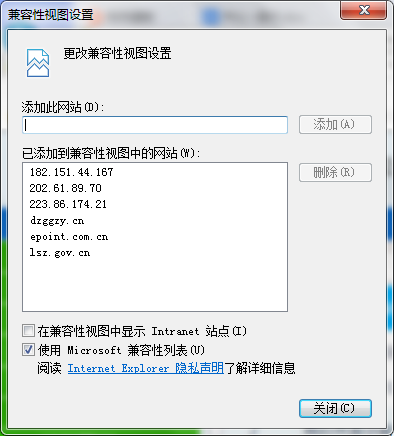 兼容性视图设置
更改兼容性视图设置
添加此网站(D):
添加(A)
已添加到兼容性视图中的网站(W):
182.151.44.167
删除(R)
202.61.89.70
223.86.174.21
dzggzy.cn
epoint.com.cn
lsz.gov.cn
在兼容性视图中显示 Intranet 站点(I)
使用 Microsoft 兼容性列表(U)
阅读 Internet Explorer 隐私声明了解详细信息
关闭(C)